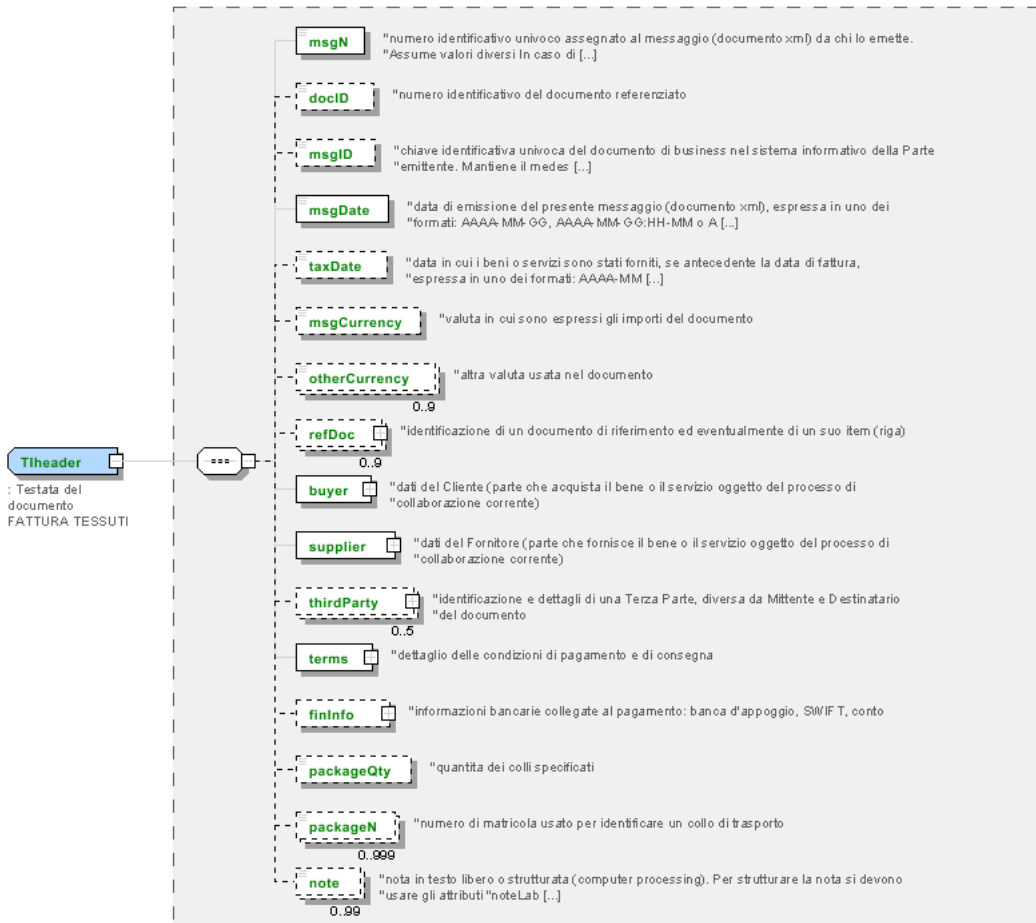 msgN
"numero identificativo univoco assegnato al messaggio (documento xml) da chi lo emette.
"Assume valori diversi In caso di [...]
docID
"numero identificativo del documento referenziato
msgID
"chiave identificativa univoca del documento di business nel sistema informativo della Parte
"emittente. Mantiene il medes [...]
msgDate
"data di emissione del presente messaggio (documento xml), espressa in uno dei
"formati: AAAA-MM-GG, AAAA-MM-GG:HH-MM o A [...]
taxDate
"data in cui i beni o servizi sono stati forniti, se antecedente la data di fattura,
"espressa in uno dei formati: AAAA-MM [...]
msgCurrency
"valuta in cui sono espressi gli importi del documento
otherCurrency
"altra valuta usata nel documento
0..9
refDoc
"identificazione di un documento di riferimento ed eventualmente di un suo item (riga)
0..9
TIheader
: Testata del
documento
FATTURA TESSUTI
buyer
"dati del Cliente (parte che acquista il bene o il servizio oggetto del processo di
"collaborazione corrente)
supplier
"dati del Fornitore (parte che fornisce il bene o il servizio oggetto del processo di
"collaborazione corrente)
thirdParty
"identificazione e dettagli di una Terza Parte, diversa da Mittente e Destinatario
"del documento
0..5
terms
"dettaglio delle condizioni di pagamento e di consegna
finInfo
"informazioni bancarie collegate al pagamento: banca d'appoggio, SWIFT, conto
packageQty
"quantita dei colli specificati
packageN
"numero di matricola usato per identificare un collo di trasporto
0..999
note
"nota in testo libero o strutturata (computer processing). Per strutturare la nota si devono
"usare gli attributi "noteLab [...]
0..99